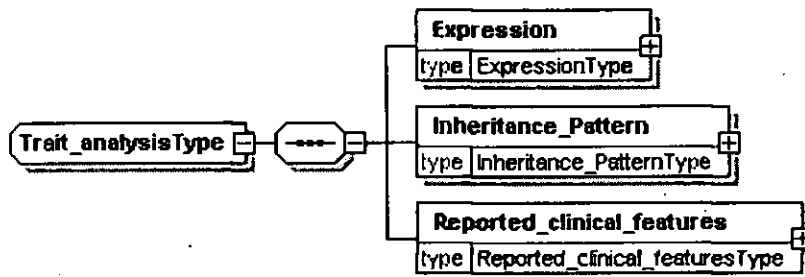 Expression
type ExpressionType
Trait_analysisType
Inheritance_Pattern
type Inheritance_PatternType
Reported_clinical_features
type Reported_clinical_featuresType